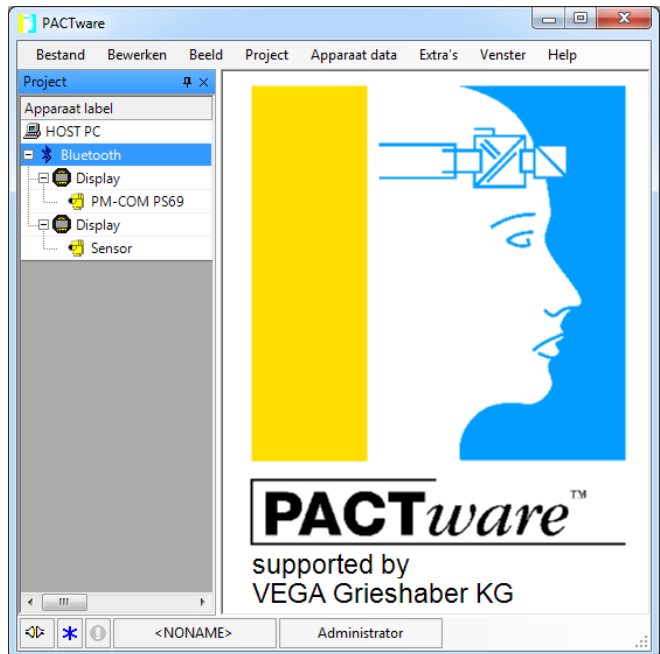 PACTware
Bestand Bewerken Beeld Project Apparaat data Extra's Venster Help
Project
Apparaat label
HOST PC
Bluetooth
Display
PM-COM PS69
Display
Sensor
PACTware™
supported by
VEGA Grieshaber KG
<NONAME> Administrator